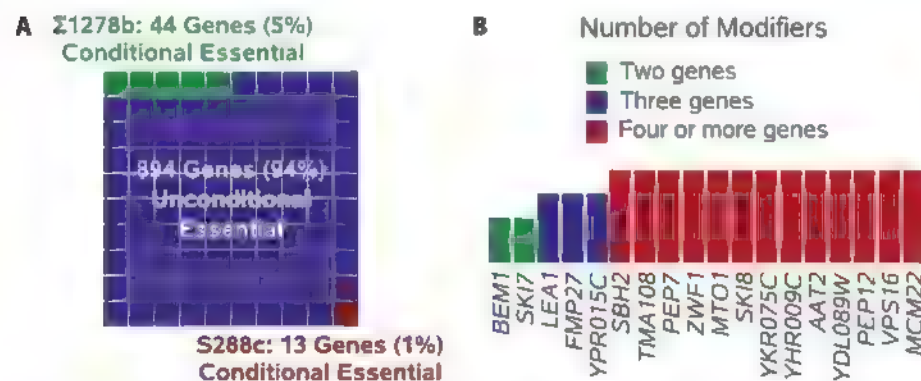 A Σ1278b: 44 Genes (5%)
Conditional Essential
894 Genes (94%)
Unconditional
Essential
S288c: 13 Genes (1%)
Conditional Essential
B Number of Modifiers
Two genes
Three genes
Four or more genes
BEM1
SKI7
LEA1
FMP27
YPR015C
SBH2
TMA108
PEP7
ZWF1
MTO1
SKI8
YKR075C
YHR009C
AAT2
YDL089W
PEP12
VPS16
MCM22